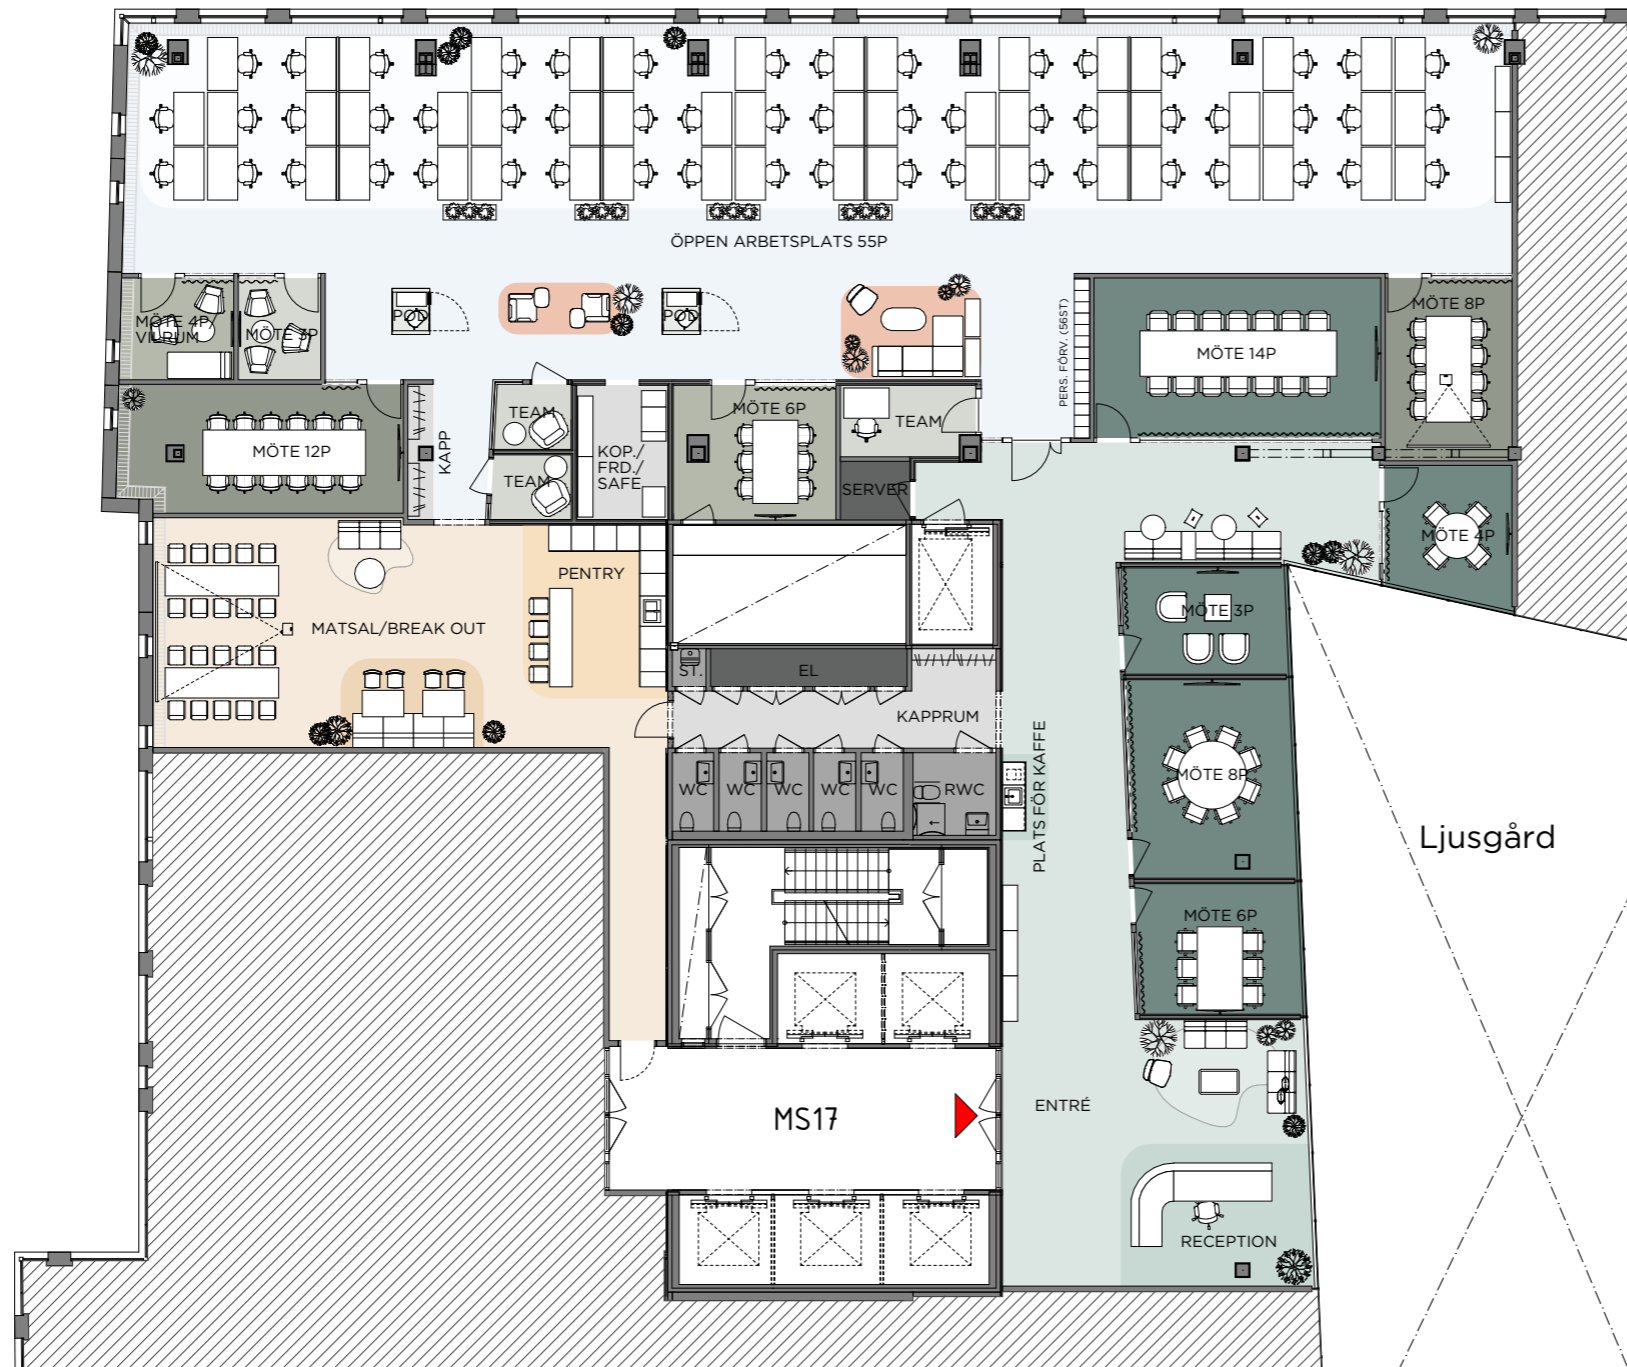 ÖPPEN ARBETSPLATS 55P
MÖTE 4P/
VILRUM
MÖTE 3P
POD
POD
PERS. FÖRV. (56ST)
MÖTE 14P
MÖTE 8P
MÖTE 12P
KAPP
TEAM
TEAM
KOP./
FRD./
SAFE
MÖTE 6P
TEAM
SERVER
MÖTE 4P
PENTRY
MATSAL/BREAK OUT
MÖTE 3P
ST.
EL
KAPPRUM
PLATS FÖR KAFFE
WC
WC
WC
WC
WC
RWC
MÖTE 8P
Ljusgård
MÖTE 6P
MS17
ENTRÉ
RECEPTION